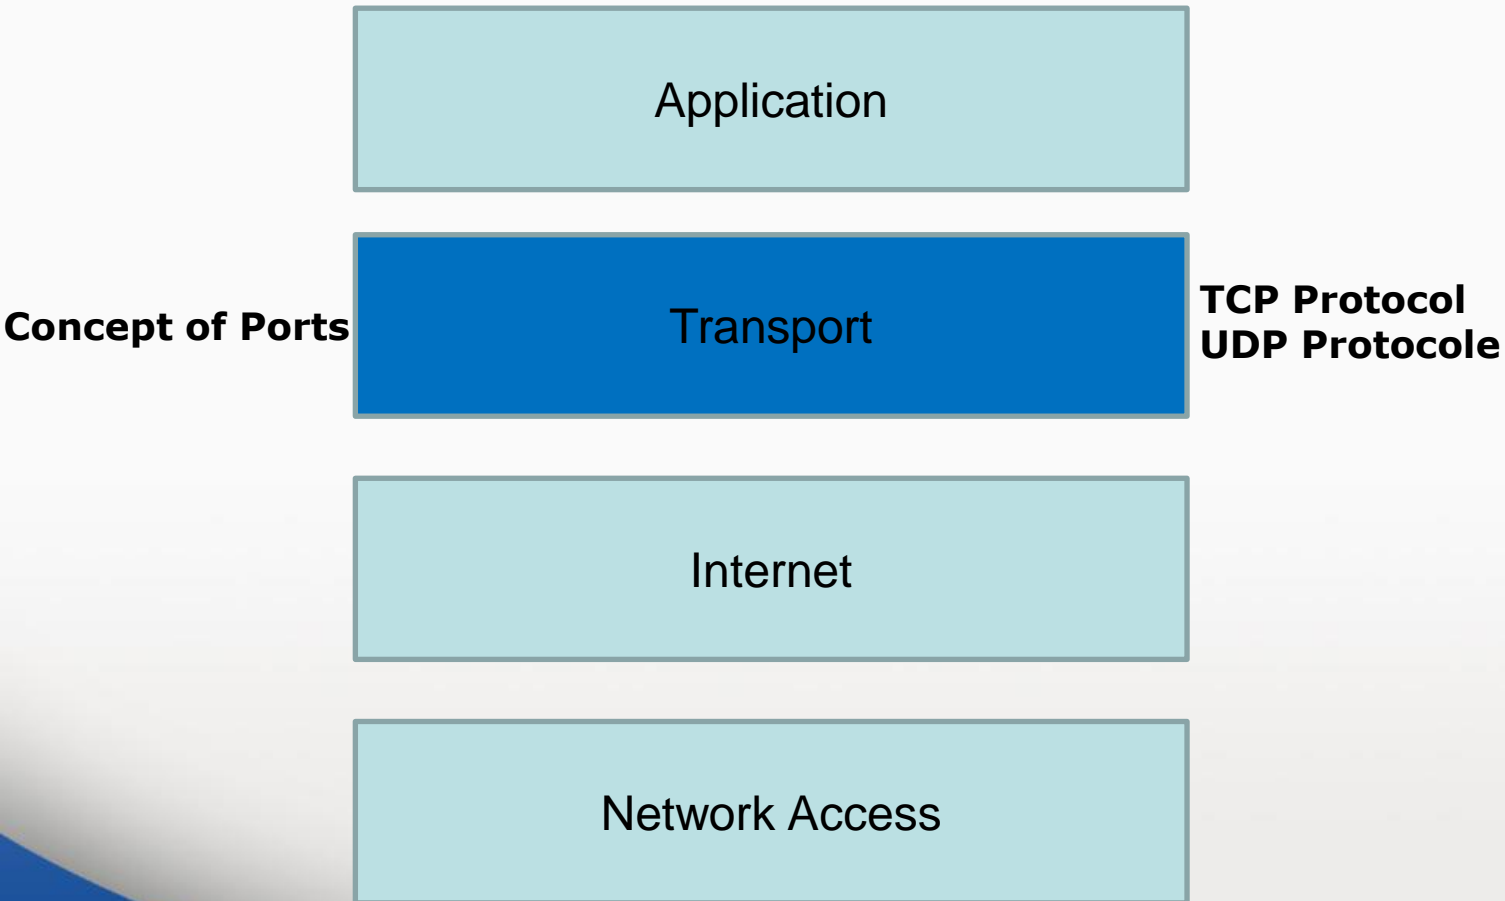 Application
Concept of Ports
Transport
TCP Protocol
UDP Protocole
Internet
Network Access